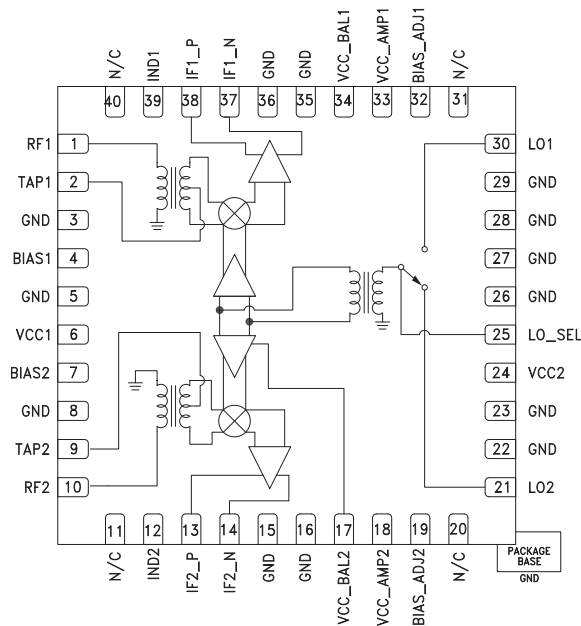 N/C
IND1
IF1_P
IF1_N
GND
GND
VCC_BAL1
VCC_AMP1
BIAS_ADJ1
N/C
40
39
38
37
36
35
34
33
32
31
RF1 1
TAP1 2
GND 3
BIAS1 4
GND 5
VCC1 6
BIAS2 7
GND 8
TAP2 9
RF2 10
30 LO1
29 GND
28 GND
27 GND
26 GND
25 LO_SEL
24 VCC2
23 GND
22 GND
21 LO2
11
12
13
14
15
16
17
18
19
20
N/C
IND2
IF2_P
IF2_N
GND
GND
VCC_BAL2
VCC_AMP2
BIAS_ADJ2
N/C
PACKAGE
BASE
GND